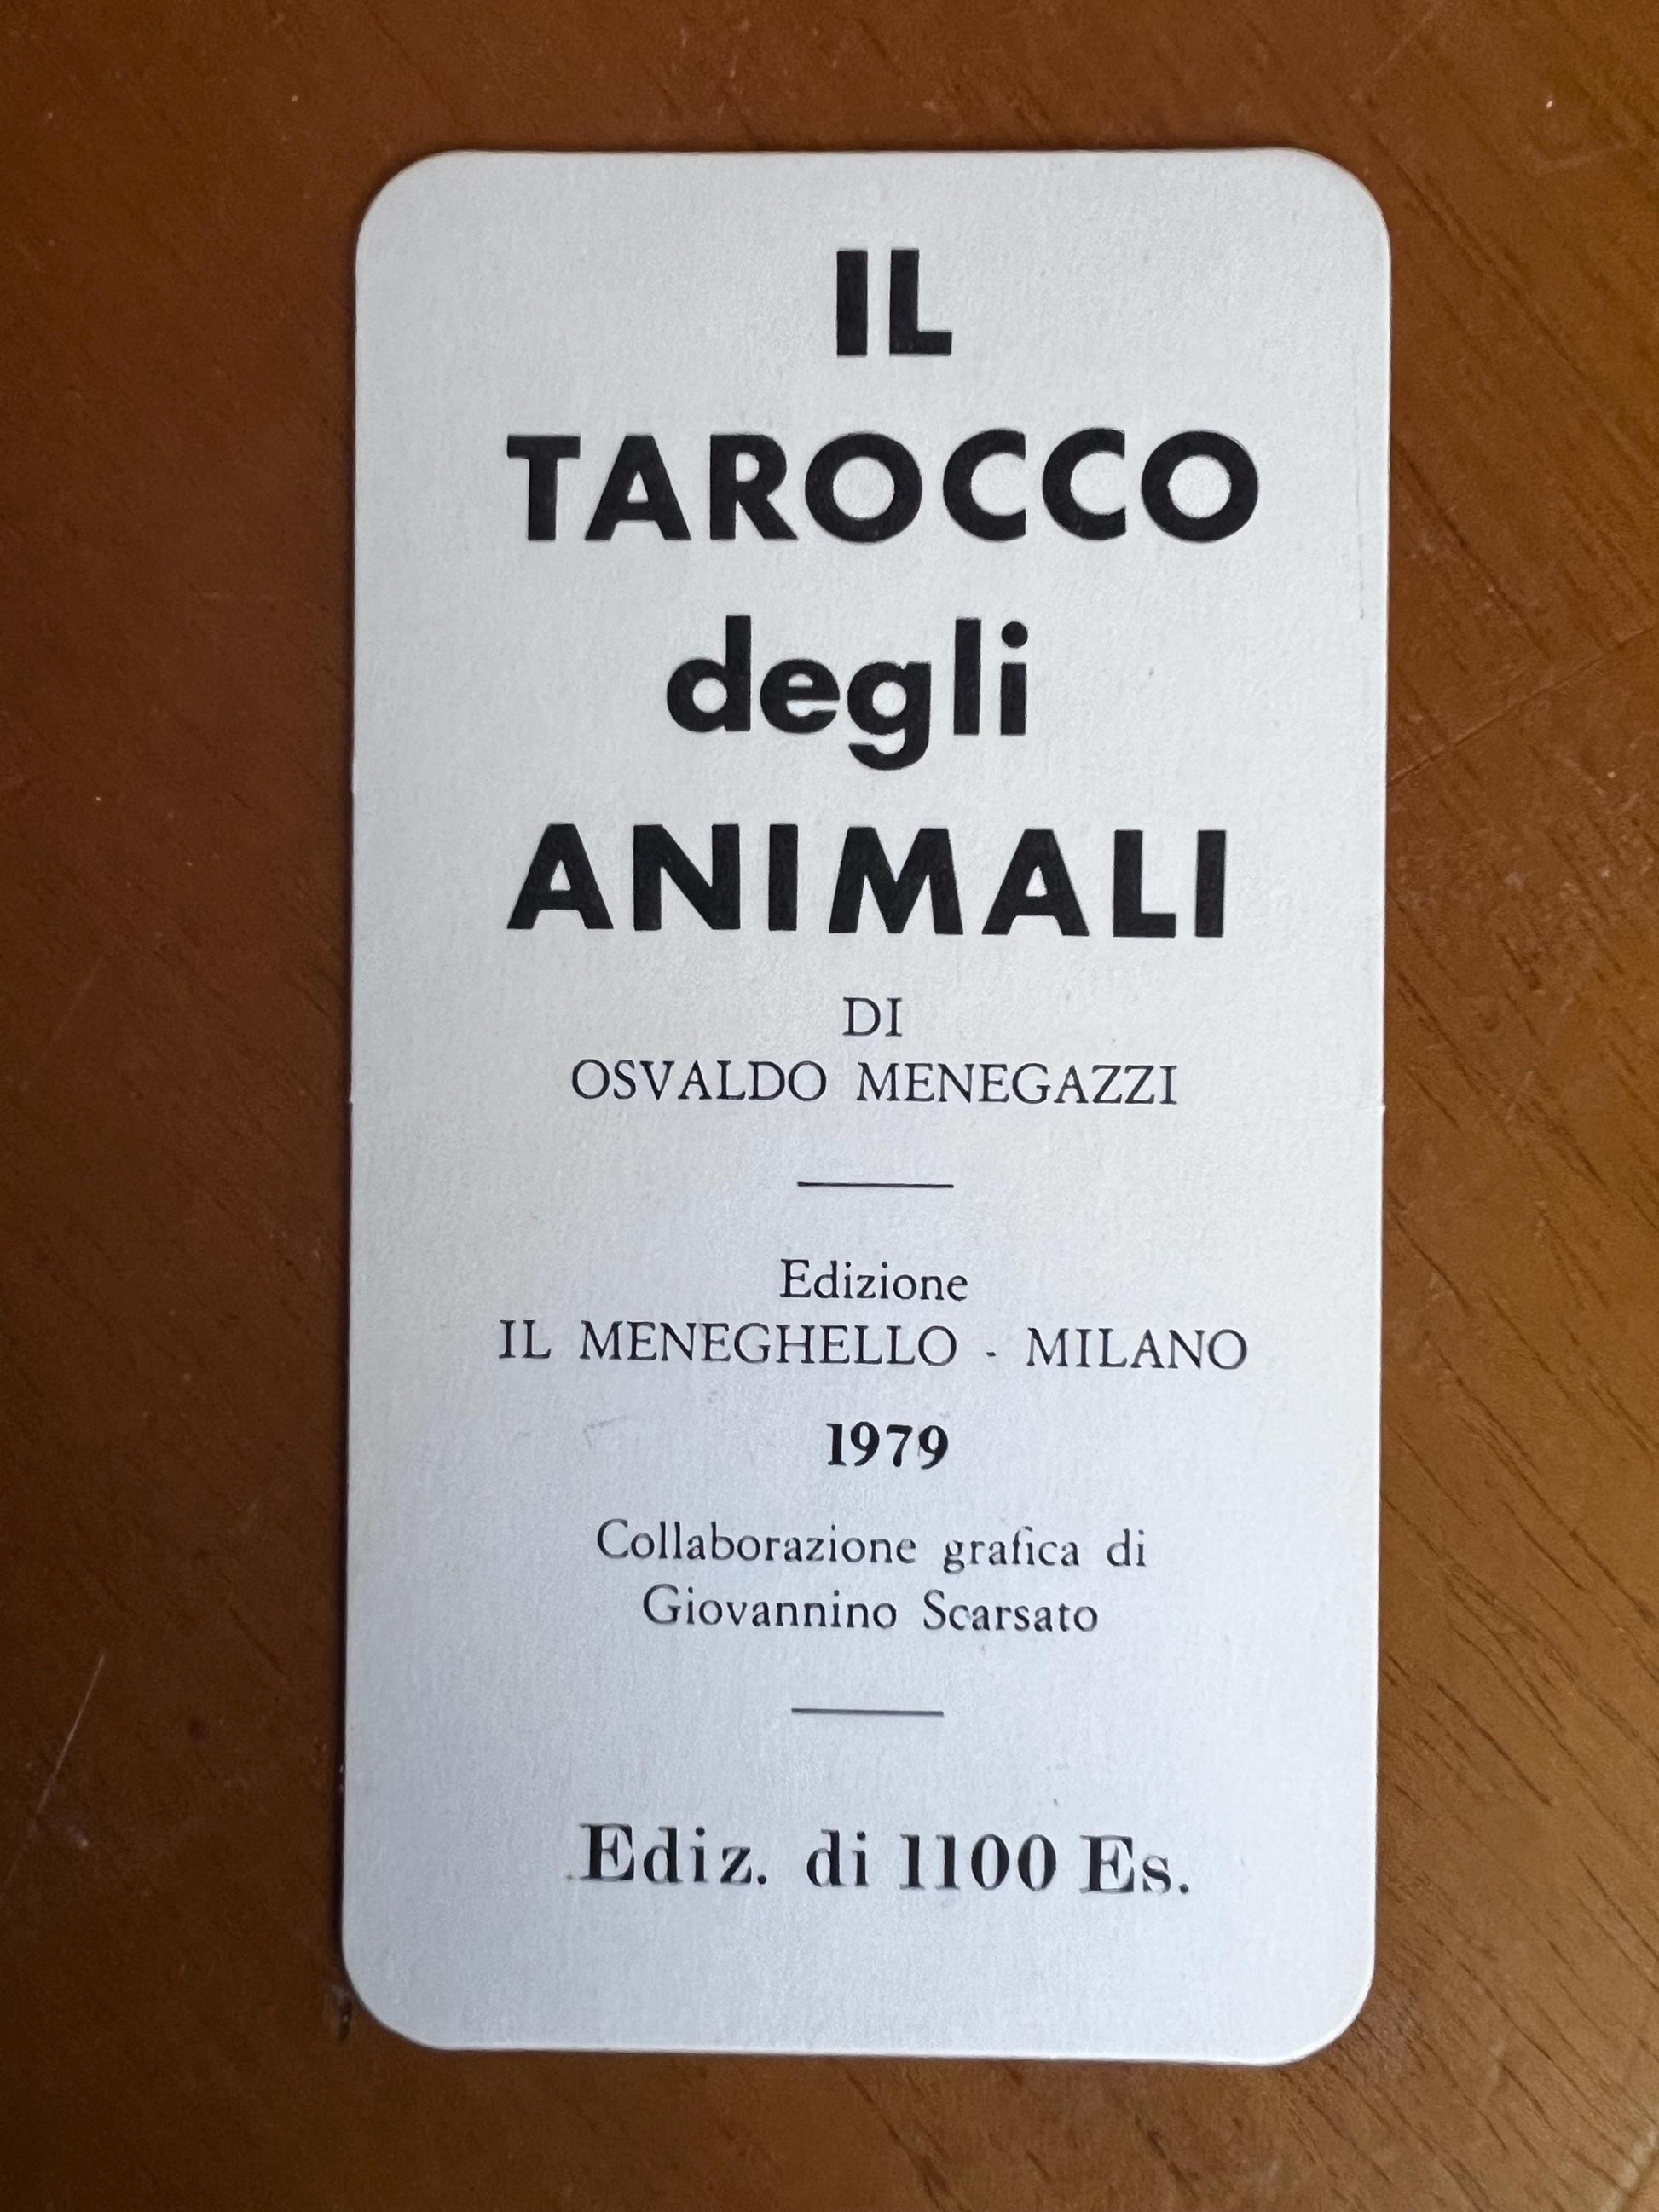 IL
TAROCCO
degli
ANIMALI
DI
OSVALDO MENEGAZZI
Edizione
IL MENEGHELLO - MILANO
1979
Collaborazione grafica di
Giovannino Scarsato
Ediz. di 1100 Es.